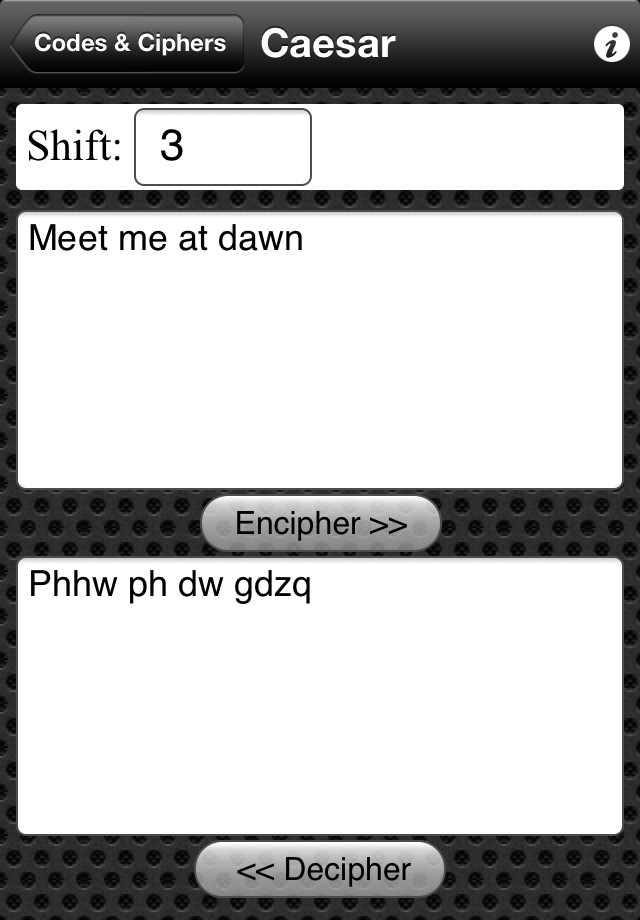 Codes & Ciphers Caesar i
Shift: 3
Meet me at dawn
Encipher >>
Phhw ph dw gdzq
<< Decipher